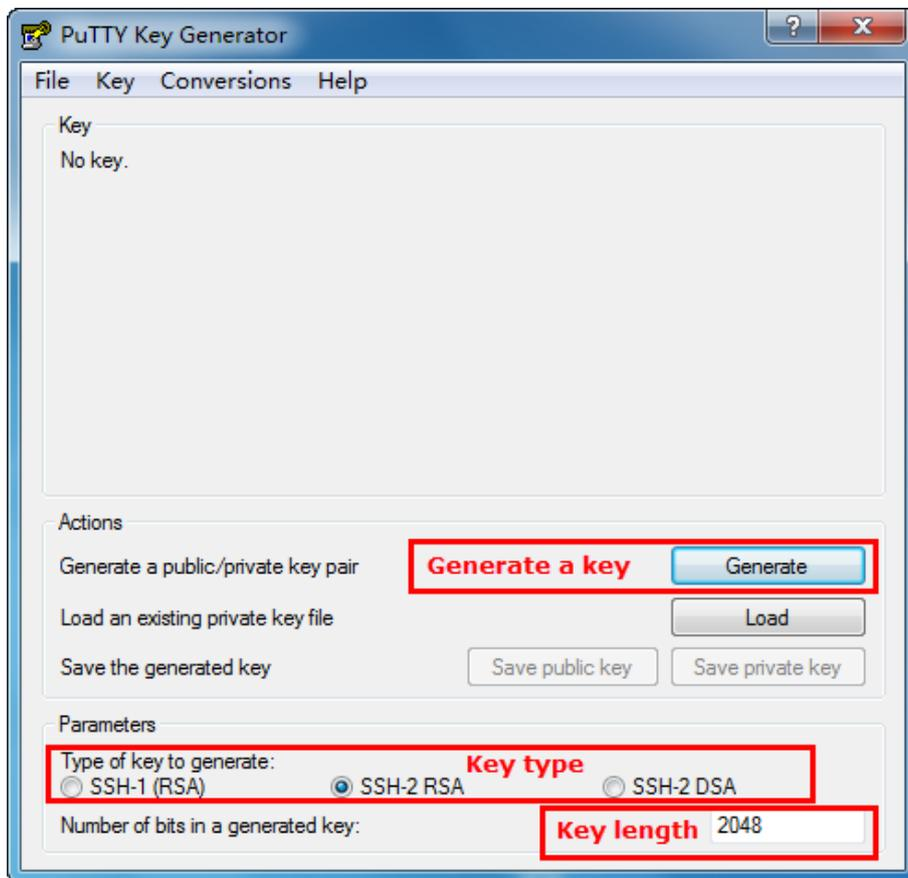 PuTTY Key Generator
File Key Conversions Help
Key
No key.
Actions
Generate a public/private key pair Generate a key Generate
Load an existing private key file Load
Save the generated key Save public key Save private key
Parameters
Type of key to generate: Key type
SSH-1 (RSA) SSH-2 RSA SSH-2 DSA
Number of bits in a generated key: Key length 2048